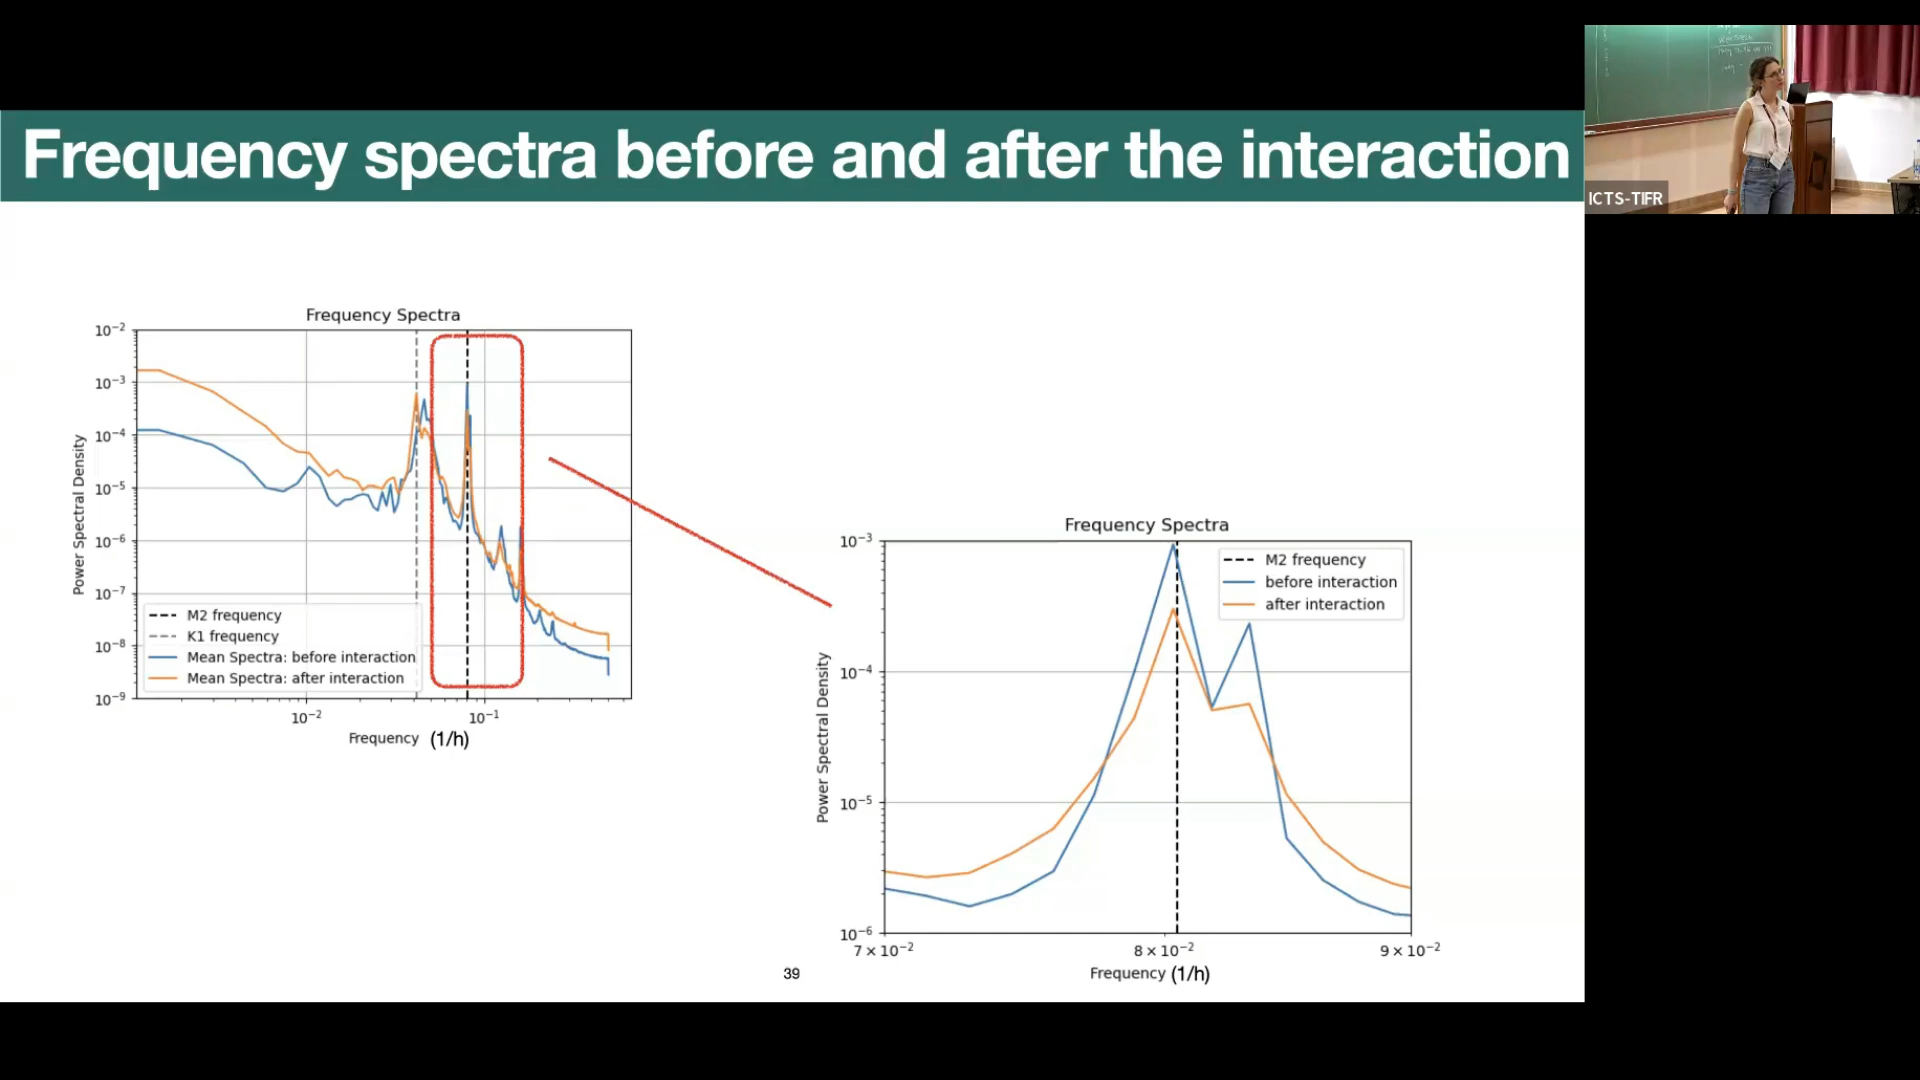 Frequency spectra before and after the interaction
ICTS-TIFR
Frequency Spectra
10⁻²
10⁻³
10⁻⁴
10⁻⁵
10⁻⁶
10⁻⁷
10⁻⁸
10⁻⁹
Power Spectral Density
M2 frequency
K1 frequency
Mean Spectra: before interaction
Mean Spectra: after interaction
10⁻² 10⁻¹
Frequency (1/h)
Frequency Spectra
10⁻³
10⁻⁴
10⁻⁵
10⁻⁶
Power Spectral Density
M2 frequency
before interaction
after interaction
7 × 10⁻² 8 × 10⁻² 9 × 10⁻²
Frequency (1/h)
39